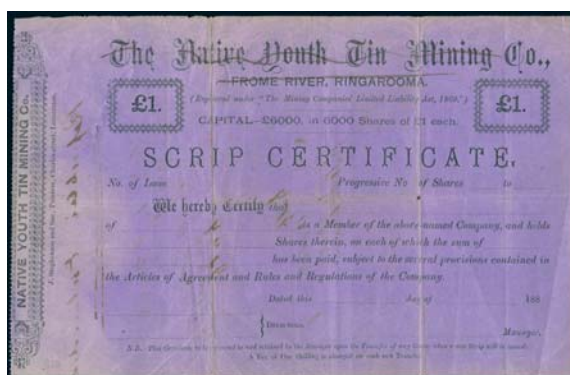 The Native Youth Tin Mining Co.,
FROME RIVER, RINGAROOMA.
(Registered under "The Mining Companies' Limited Liability Act, 1869.")
CAPITAL—£6000, in 6000 Shares of £1 each.
£1.
£1.
SCRIP CERTIFICATE.
No. of Issue Progressive No. of Shares to
We hereby Certify that
of is a Member of the above-named Company, and holds
Shares therein, on each of which the sum of
has been paid, subject to the several provisions contained in
the Articles of Agreement and Rules and Regulations of the Company.
Dated this day of 188
Directors.
Manager.
NATIVE YOUTH TIN MINING Co.